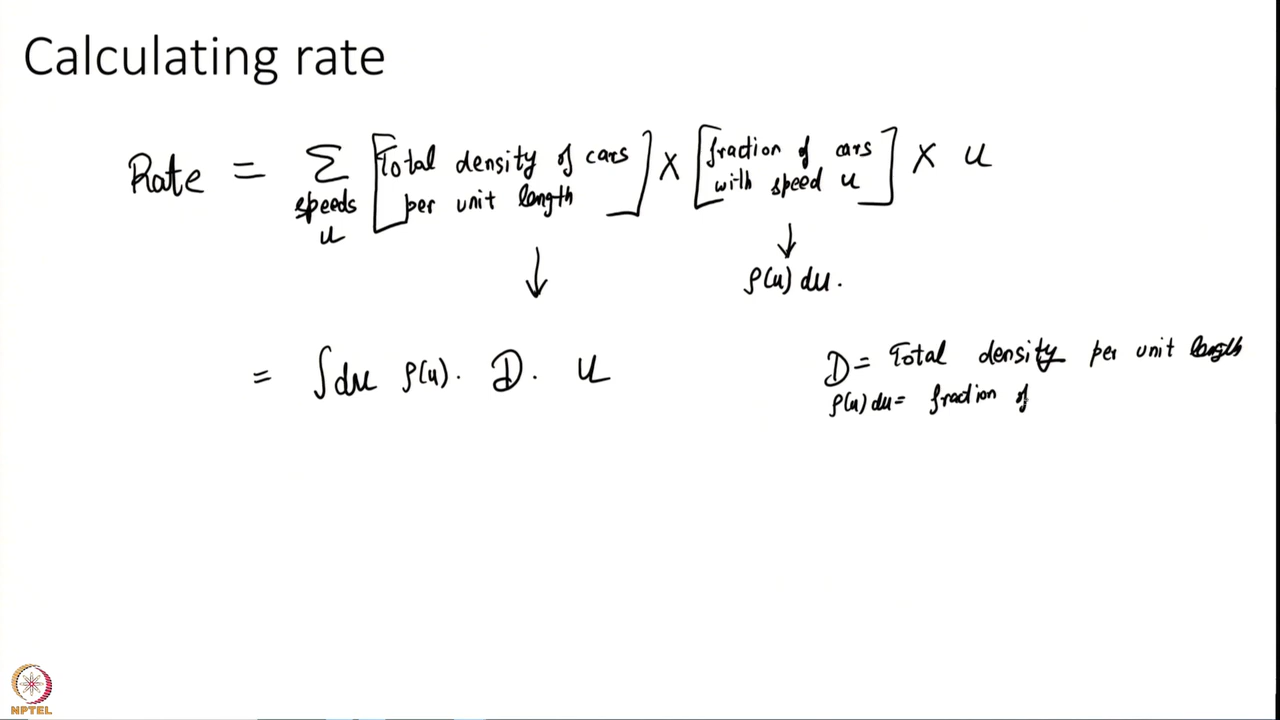 Calculating rate
Rate = ∑ speeds u [Total density of cars per unit length] × [fraction of cars with speed u] × u
↓ ↓
ρ(u) du.
= ∫du ρ(u). D. u
D = Total density per unit length
ρ(u) du = fraction of
NPTEL